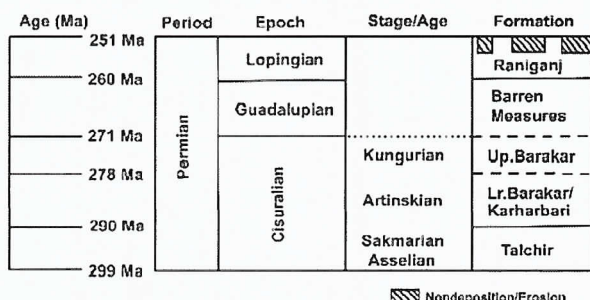 Age (Ma) Period Epoch Stage/Age Formation
251 Ma
Lopingian
Raniganj
260 Ma
Guadalupian
Barren
Measures
271 Ma
Permian
Kungurian
Up.Barakar
278 Ma
Cisuralian
Artinskian
Lr.Barakar/
Karharbari
290 Ma
Sakmarian
Asselian
Talchir
299 Ma
Nondeposition/Erosion